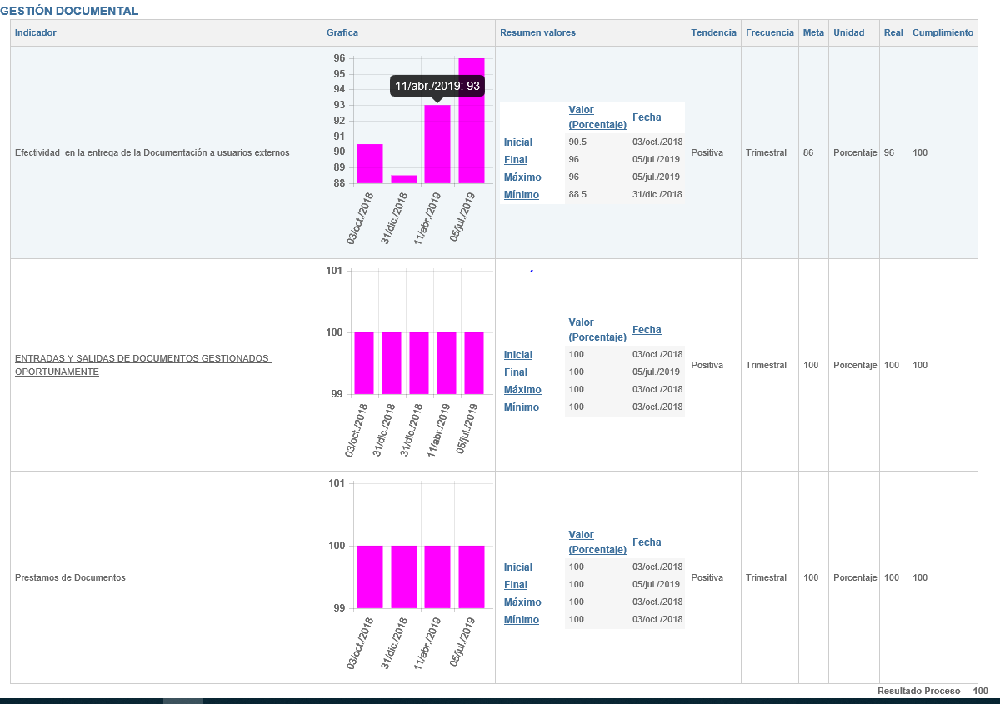 GESTIÓN DOCUMENTAL
Indicador Grafica Resumen valores Tendencia Frecuencia Meta Unidad Real Cumplimiento
Efectividad en la entrega de la Documentación a usuarios externos
96
95
94
93
92
91
90
89
88
11/abr./2019: 93
03/oct./2018 31/dic./2018 11/abr./2019 05/jul./2019
Valor
(Porcentaje) Fecha
Inicial 90.5 03/oct./2018
Final 96 05/jul./2019
Máximo 96 05/jul./2019
Mínimo 88.5 31/dic./2018
Positiva Trimestral 86 Porcentaje 96 100
ENTRADAS Y SALIDAS DE DOCUMENTOS GESTIONADOS
OPORTUNAMENTE
101
100
99
03/oct./2018 31/dic./2018 31/dic./2018 11/abr./2019 05/jul./2019
Valor
(Porcentaje) Fecha
Inicial 100 03/oct./2018
Final 100 05/jul./2019
Máximo 100 03/oct./2018
Mínimo 100 03/oct./2018
Positiva Trimestral 100 Porcentaje 100 100
Prestamos de Documentos
101
100
99
03/oct./2018 31/dic./2018 11/abr./2019 05/jul./2019
Valor
(Porcentaje) Fecha
Inicial 100 03/oct./2018
Final 100 05/jul./2019
Máximo 100 03/oct./2018
Mínimo 100 03/oct./2018
Positiva Trimestral 100 Porcentaje 100 100
Resultado Proceso 100